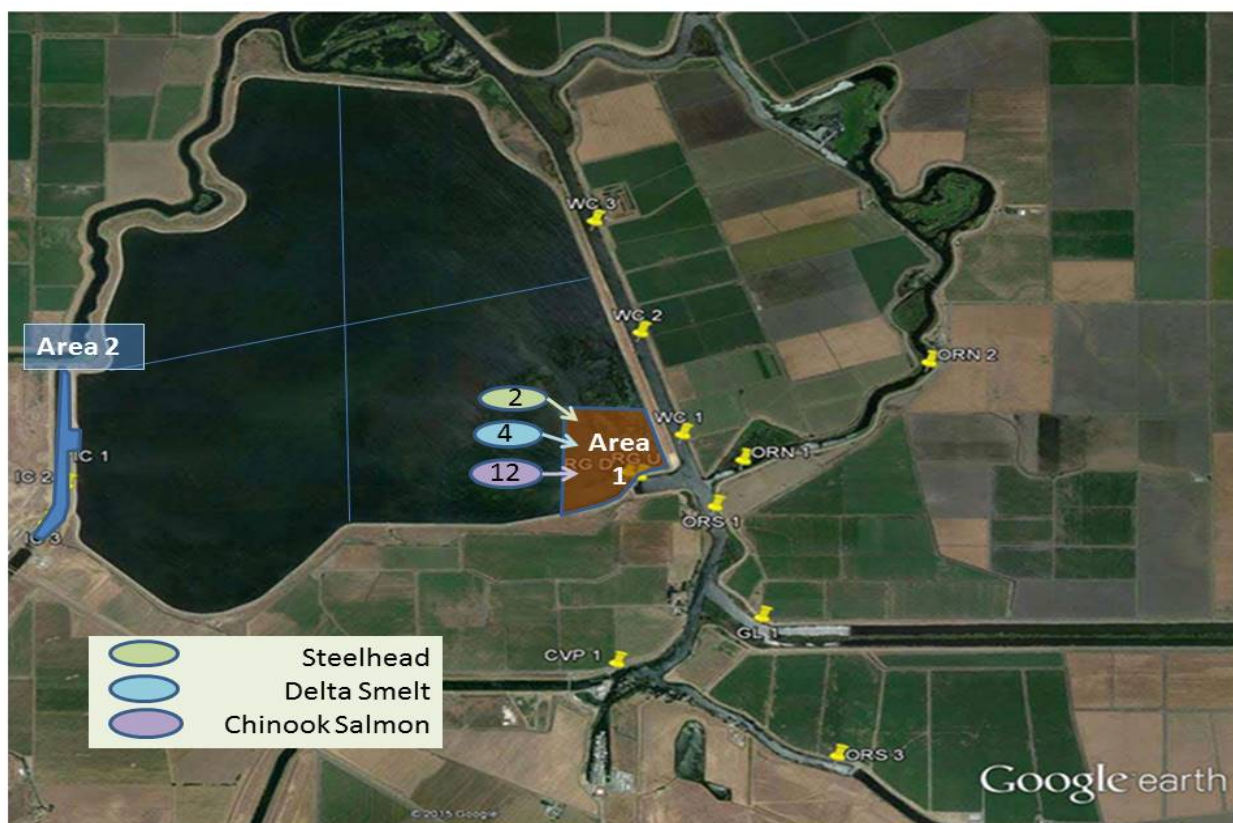 WC 3
WC 2
Area 2
ORN 2
2
WC 1
4
Area
1
ORN 1
IC 1
RG D
RG U
12
IC 2
ORS 1
IC 3
GL 1
Steelhead
Delta Smelt
Chinook Salmon
CVP 1
ORS 3
Google earth
© 2015 Google